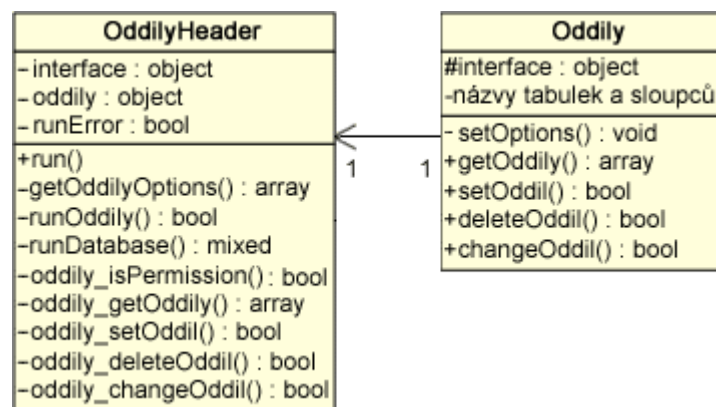 OddilyHeader
-interface : object
-oddily : object
-runError : bool
+run()
-getOddilyOptions() : array
-runOddily() : bool
-runDatabase() : mixed
-oddily_isPermission() : bool
-oddily_getOddily() : array
-oddily_setOddil() : bool
-oddily_deleteOddil() : bool
-oddily_changeOddil() : bool
1
1
Oddily
#interface : object
-názvy tabulek a sloupců
- setOptions() : void
+getOddily() : array
+setOddil() : bool
+deleteOddil() : bool
+changeOddil() : bool